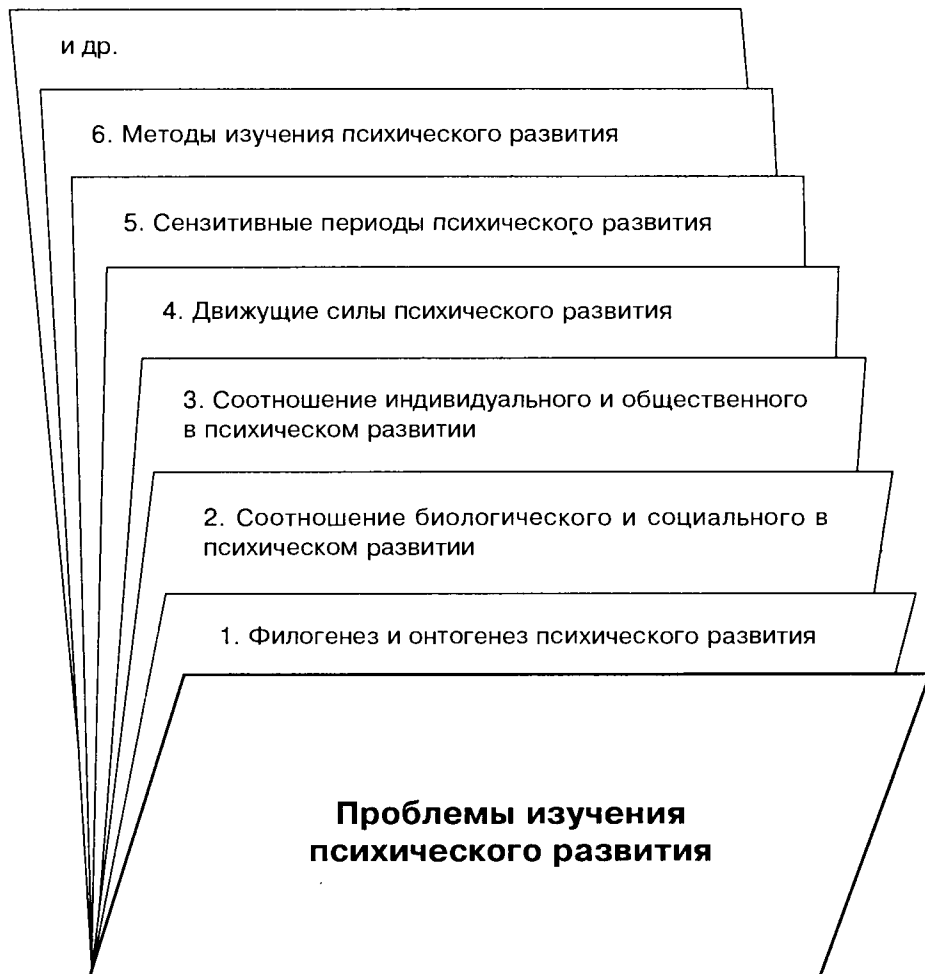 и др.
6. Методы изучения психического развития
5. Сензитивные периоды психического развития
4. Движущие силы психического развития
3. Соотношение индивидуального и общественного
в психическом развитии
2. Соотношение биологического и социального в
психическом развитии
1. Филогенез и онтогенез психического развития
Проблемы изучения
психического развития